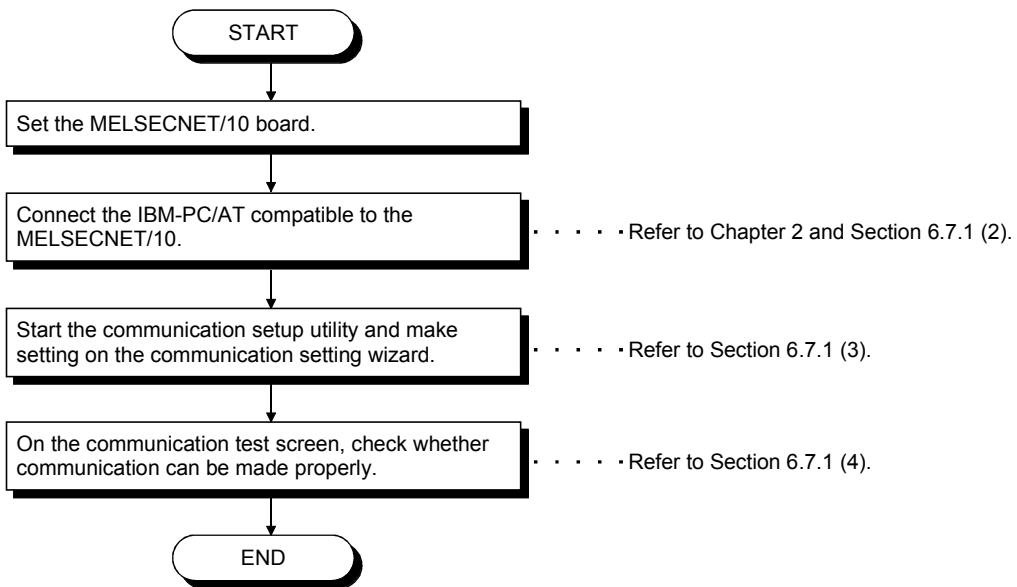 START
Set the MELSECNET/10 board.
Connect the IBM-PC/AT compatible to the
MELSECNET/10.
Refer to Chapter 2 and Section 6.7.1 (2).
Start the communication setup utility and make
setting on the communication setting wizard.
Refer to Section 6.7.1 (3).
On the communication test screen, check whether
communication can be made properly.
Refer to Section 6.7.1 (4).
END